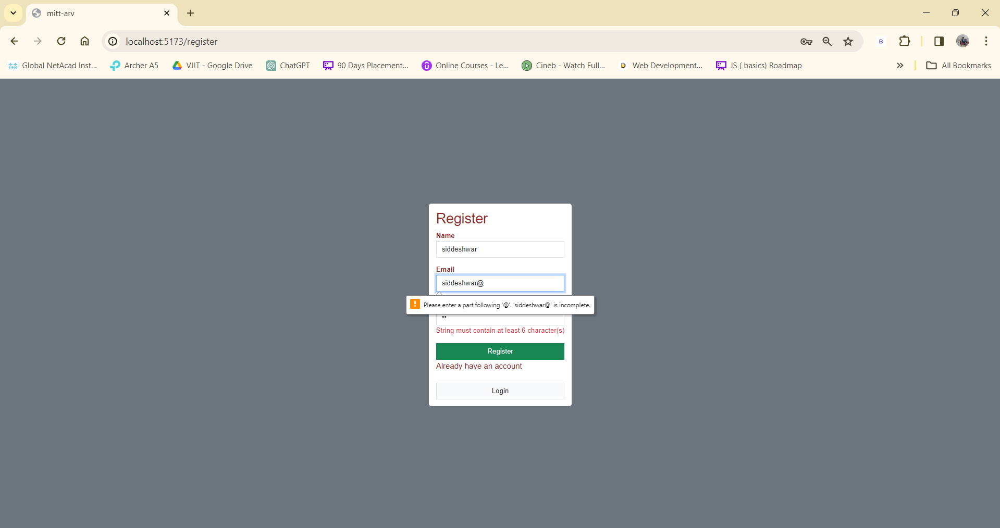 mitt-arv
localhost:5173/register
B
Global NetAcad Inst...
Archer A5
VJIT - Google Drive
ChatGPT
90 Days Placement...
Online Courses - Le...
Cineb - Watch Full...
Web Development...
JS ( basics) Roadmap
All Bookmarks
Register
Name
siddeshwar
Email
siddeshwar@
Please enter a part following '@'. 'siddeshwar@' is incomplete.
••
String must contain at least 6 character(s)
Register
Already have an account
Login